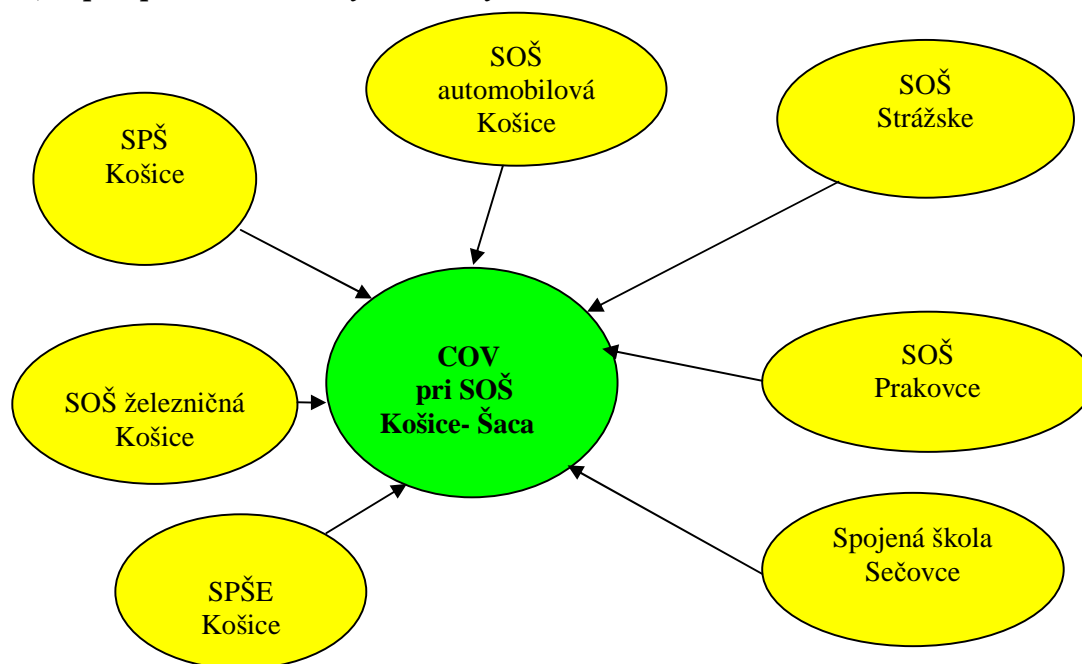 SOŠ
automobilová
Košice
SOŠ
Strážske
SPŠ
Košice
COV
pri SOŠ
Košice- Šaca
SOŠ
Prakovce
SOŠ železničná
Košice
Spojená škola
Sečovce
SPŠE
Košice